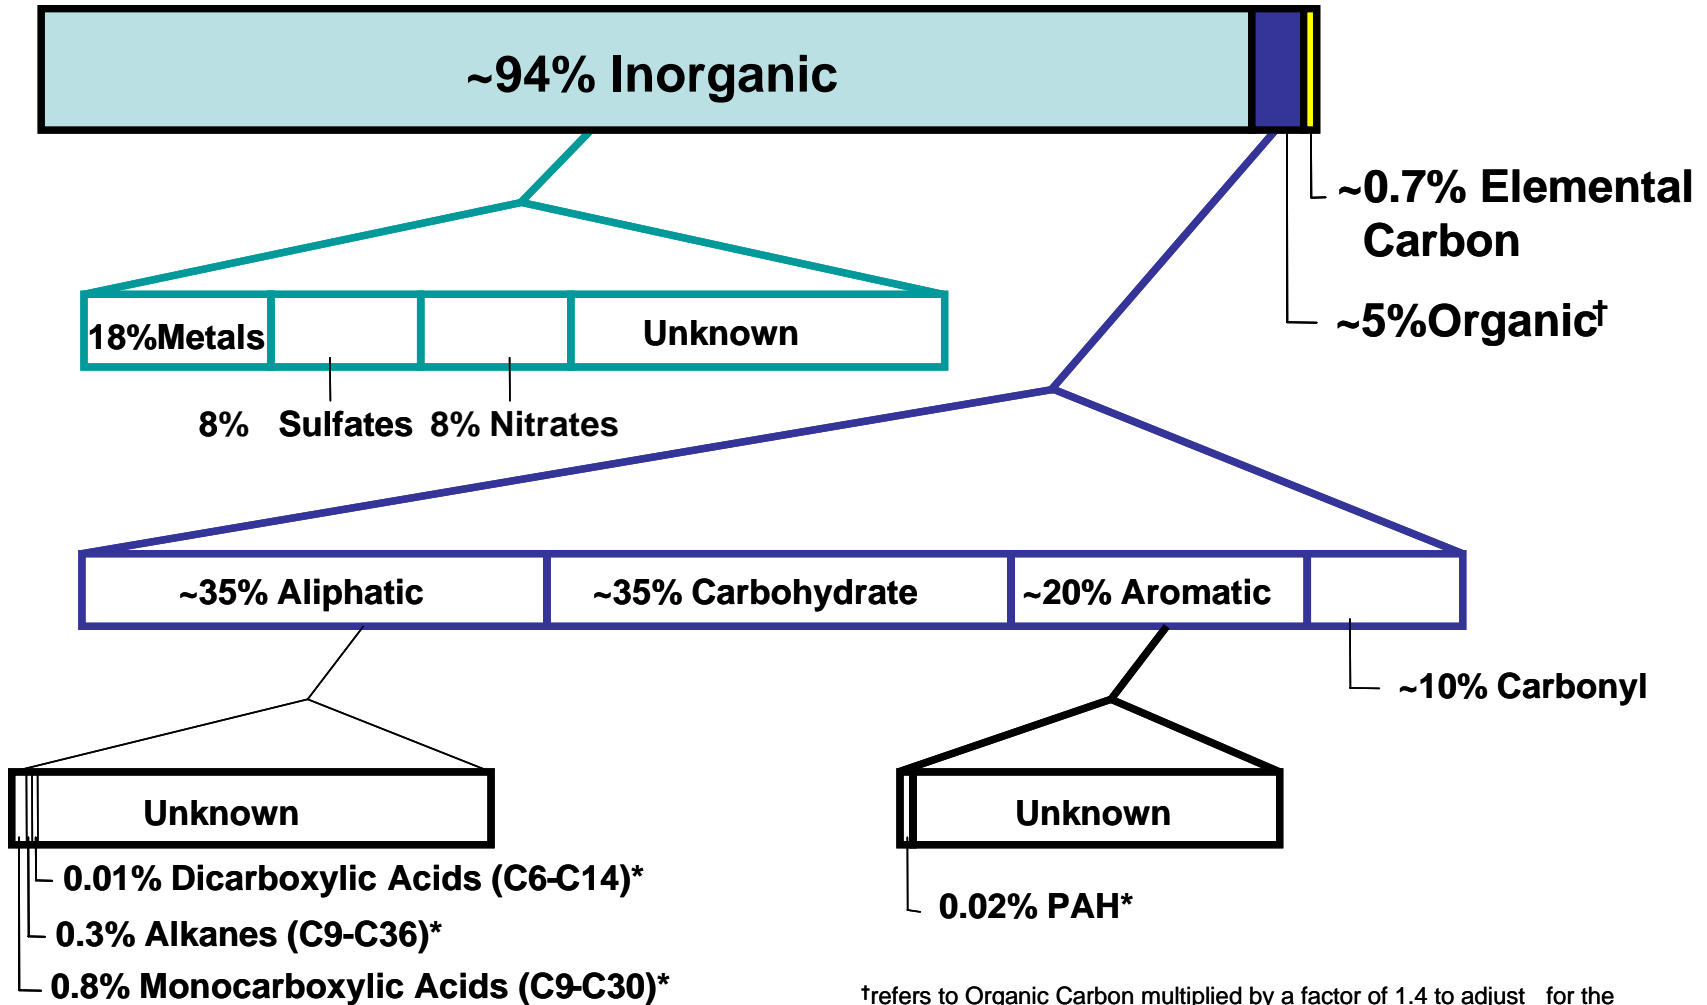 ~94% Inorganic
~0.7% Elemental
Carbon
~5%Organic†
18%Metals
Unknown
8% Sulfates 8% Nitrates
~35% Aliphatic
~35% Carbohydrate
~20% Aromatic
~10% Carbonyl
Unknown
Unknown
0.01% Dicarboxylic Acids (C6-C14)*
0.02% PAH*
0.3% Alkanes (C9-C36)*
0.8% Monocarboxylic Acids (C9-C30)*
†refers to Organic Carbon multiplied by a factor of 1.4 to adjust for the